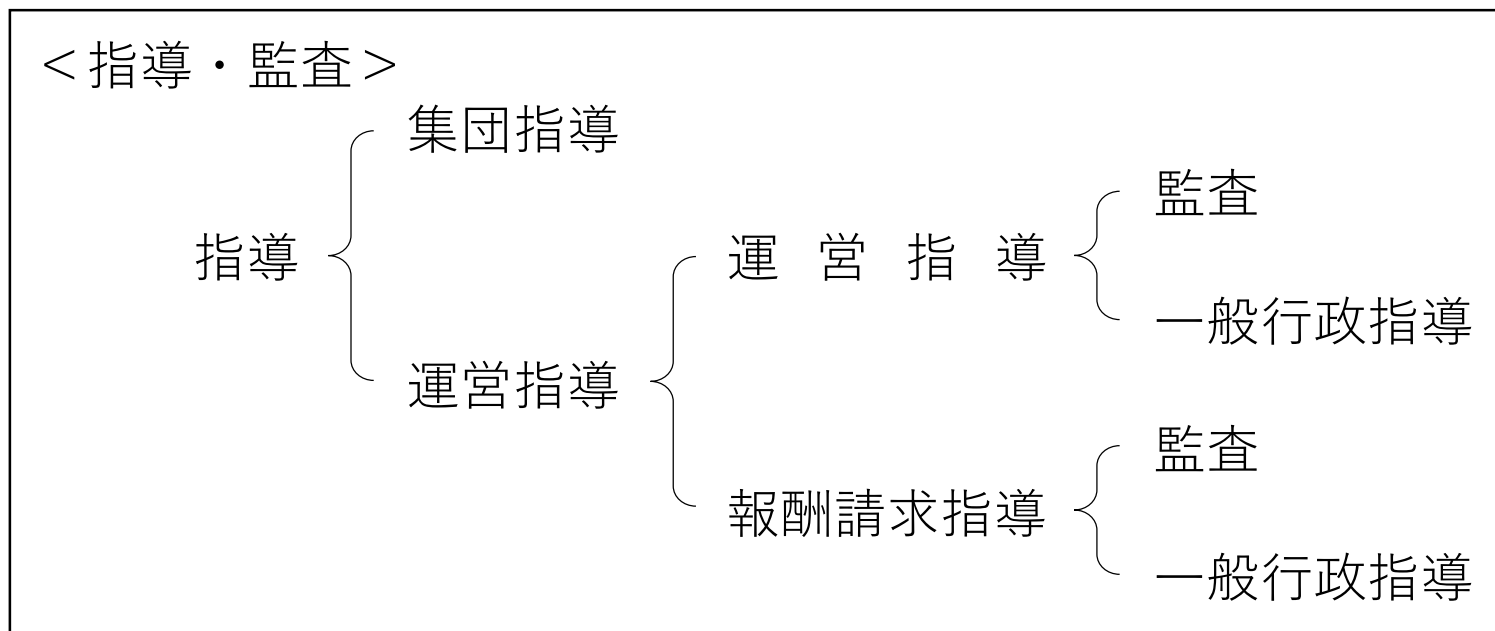 ＜指導・監査＞
集団指導
監査
指導
運営指導
一般行政指導
運営指導
監査
報酬請求指導
一般行政指導